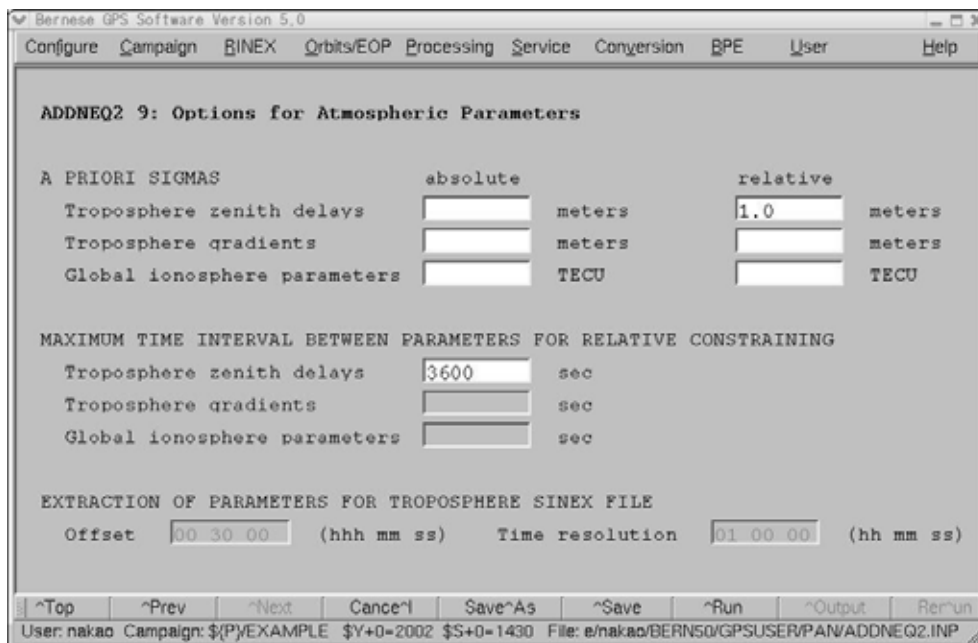 Bernese GPS Software Version 5.0
Configure Campaign RINEX Orbits/EOP Processing Service Conversion BPE User Help
ADDNEQ2 9: Options for Atmospheric Parameters
A PRIORI SIGMAS absolute relative
Troposphere zenith delays meters 1.0 meters
Troposphere gradients meters meters
Global ionosphere parameters TECU TECU
MAXIMUM TIME INTERVAL BETWEEN PARAMETERS FOR RELATIVE CONSTRAINING
Troposphere zenith delays 3600 sec
Troposphere gradients sec
Global ionosphere parameters sec
EXTRACTION OF PARAMETERS FOR TROPOSPHERE SINEX FILE
Offset 00 30 00 (hhh mm ss) Time resolution 01 00 00 (hh mm ss)
^Top ^Prev ^Next Cance^l Save^As ^Save ^Run ^Output Rer^un
User: nakao Campaign: ${P}/EXAMPLE $Y+0=2002 $S+0=1430 File: e/nakao/BERN50/GPSUSER/PAN/ADDNEQ2.INP